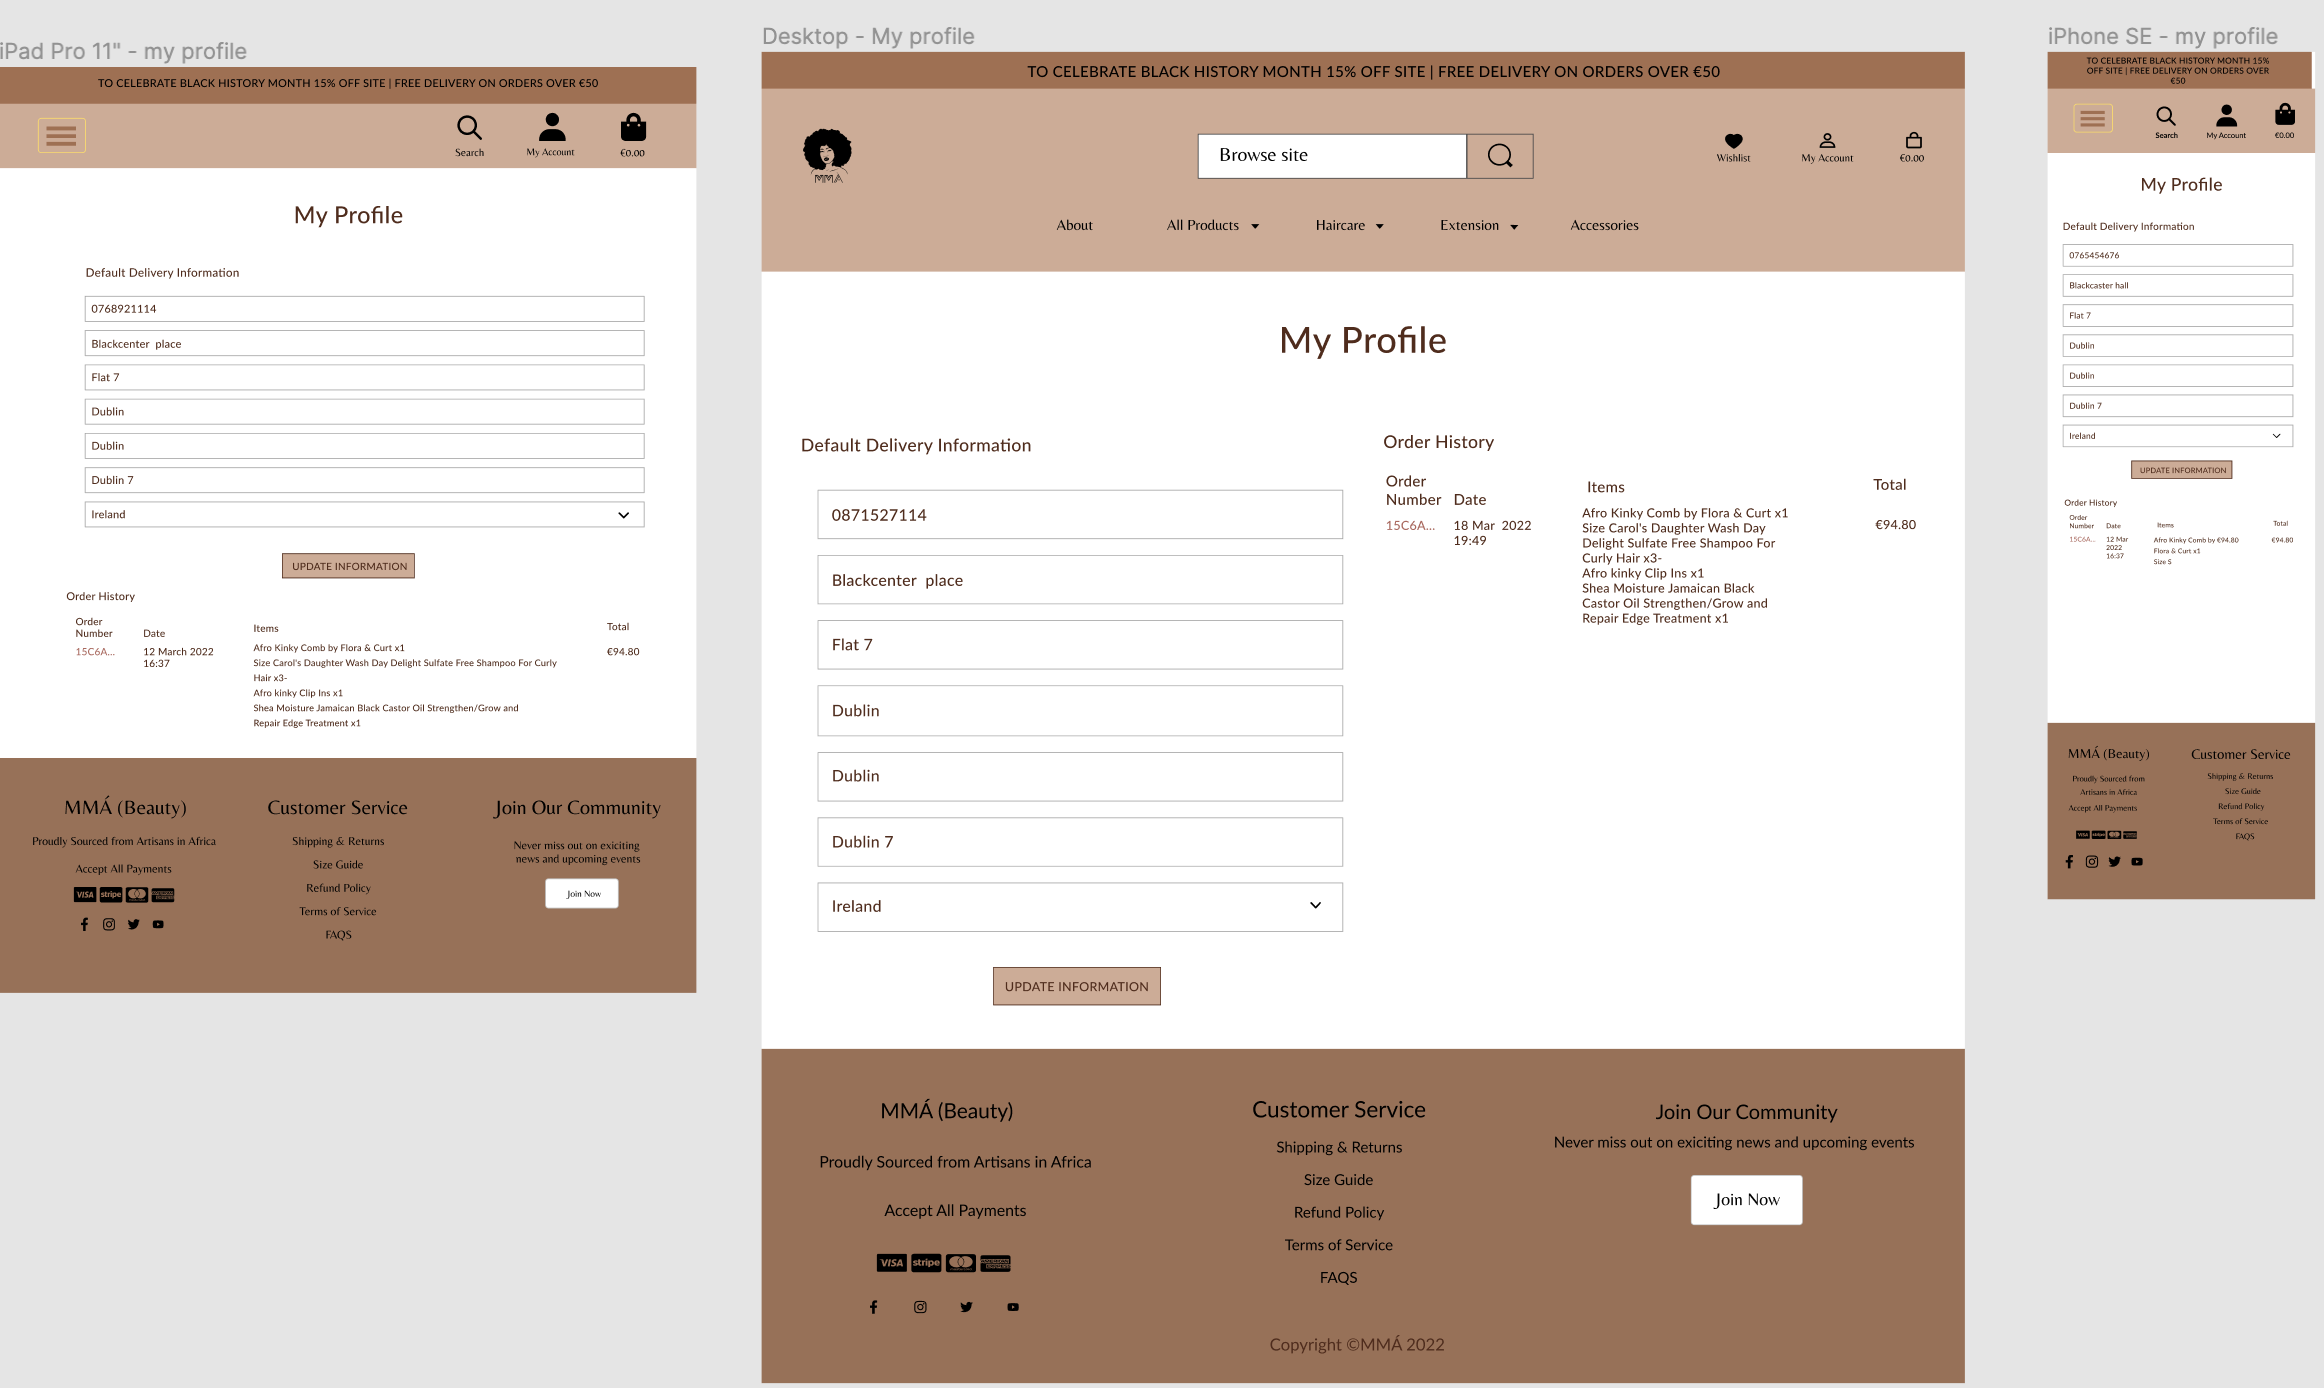 iPad Pro 11" - my profile
TO CELEBRATE BLACK HISTORY MONTH 15% OFF SITE | FREE DELIVERY ON ORDERS OVER €50
Search
My Account
€0.00
My Profile
Default Delivery Information
0768921114
Blackcenter place
Flat 7
Dublin
Dublin
Dublin 7
Ireland
UPDATE INFORMATION
Order History
Order
Number
Date
Items
Total
15C6A...
12 March 2022
16:37
Afro Kinky Comb by Flora & Curt x1
Size Carol's Daughter Wash Day Delight Sulfate Free Shampoo For Curly
Hair x3-
Afro kinky Clip Ins x1
Shea Moisture Jamaican Black Castor Oil Strengthen/Grow and
Repair Edge Treatment x1
€94.80
MMÁ (Beauty)
Proudly Sourced from Artisans in Africa
Accept All Payments
VISA
stripe
Customer Service
Shipping & Returns
Size Guide
Refund Policy
Terms of Service
FAQS
Join Our Community
Never miss out on exiciting
news and upcoming events
Join Now
Desktop - My profile
TO CELEBRATE BLACK HISTORY MONTH 15% OFF SITE | FREE DELIVERY ON ORDERS OVER €50
MMA
Browse site
Wishlist
My Account
€0.00
About
All Products
Haircare
Extension
Accessories
My Profile
Default Delivery Information
0871527114
Blackcenter place
Flat 7
Dublin
Dublin
Dublin 7
Ireland
UPDATE INFORMATION
Order History
Order
Number
Date
Items
Total
15C6A...
18 Mar 2022
19:49
Afro Kinky Comb by Flora & Curt x1
Size Carol's Daughter Wash Day
Delight Sulfate Free Shampoo For
Curly Hair x3-
Afro kinky Clip Ins x1
Shea Moisture Jamaican Black
Castor Oil Strengthen/Grow and
Repair Edge Treatment x1
€94.80
MMÁ (Beauty)
Proudly Sourced from Artisans in Africa
Accept All Payments
VISA
stripe
Customer Service
Shipping & Returns
Size Guide
Refund Policy
Terms of Service
FAQS
Join Our Community
Never miss out on exiciting news and upcoming events
Join Now
Copyright ©MMÁ 2022
iPhone SE - my profile
TO CELEBRATE BLACK HISTORY MONTH 15%
OFF SITE | FREE DELIVERY ON ORDERS OVER
€50
Search
My Account
€0.00
My Profile
Default Delivery Information
0765454676
Blackcaster hall
Flat 7
Dublin
Dublin
Dublin 7
Ireland
UPDATE INFORMATION
Order History
Order
Number
Date
Items
Total
15C6A...
12 Mar
2022
16:37
Afro Kinky Comb by €94.80
Flora & Curt x1
Size S
€94.80
MMÁ (Beauty)
Proudly Sourced from
Artisans in Africa
Accept All Payments
VISA
stripe
Customer Service
Shipping & Returns
Size Guide
Refund Policy
Terms of Service
FAQS